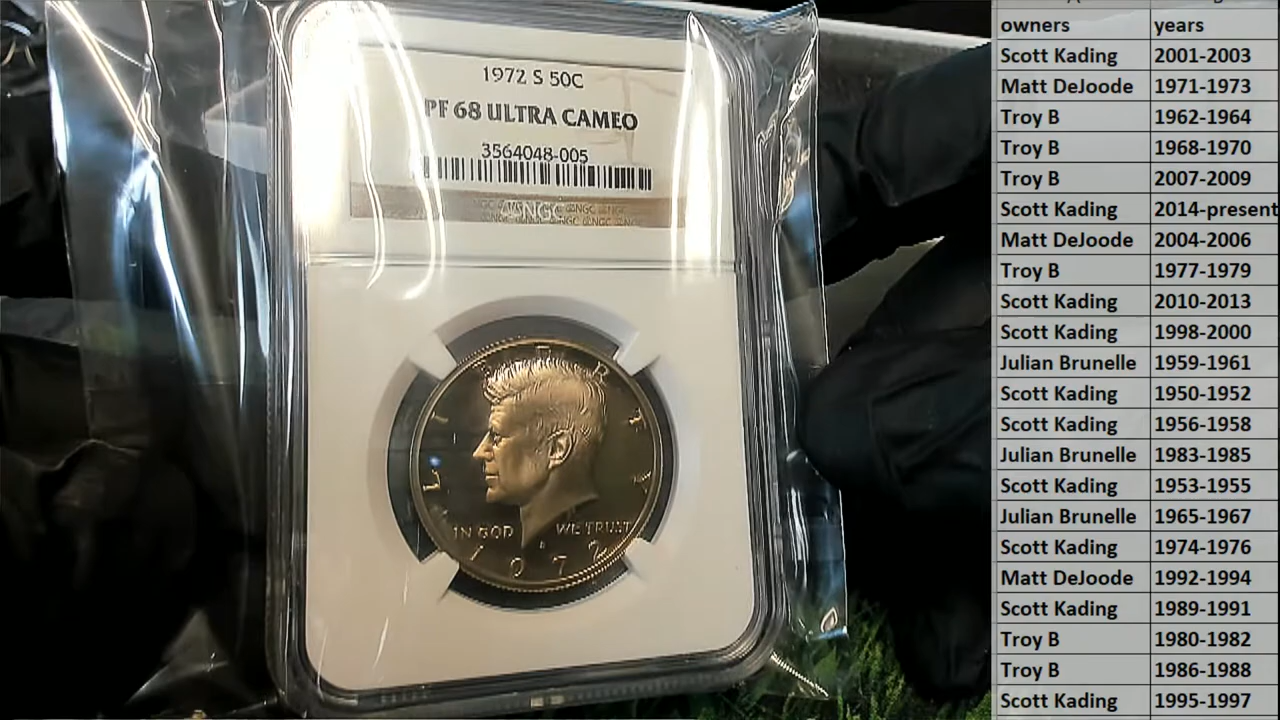 1972 S 50C
PF 68 ULTRA CAMEO
3564048-005
NGC
IN GOD WE TRUST
1972
owners years
Scott Kading 2001-2003
Matt DeJoode 1971-1973
Troy B 1962-1964
Troy B 1968-1970
Troy B 2007-2009
Scott Kading 2014-present
Matt DeJoode 2004-2006
Troy B 1977-1979
Scott Kading 2010-2013
Scott Kading 1998-2000
Julian Brunelle 1959-1961
Scott Kading 1950-1952
Scott Kading 1956-1958
Julian Brunelle 1983-1985
Scott Kading 1953-1955
Julian Brunelle 1965-1967
Scott Kading 1974-1976
Matt DeJoode 1992-1994
Scott Kading 1989-1991
Troy B 1980-1982
Troy B 1986-1988
Scott Kading 1995-1997